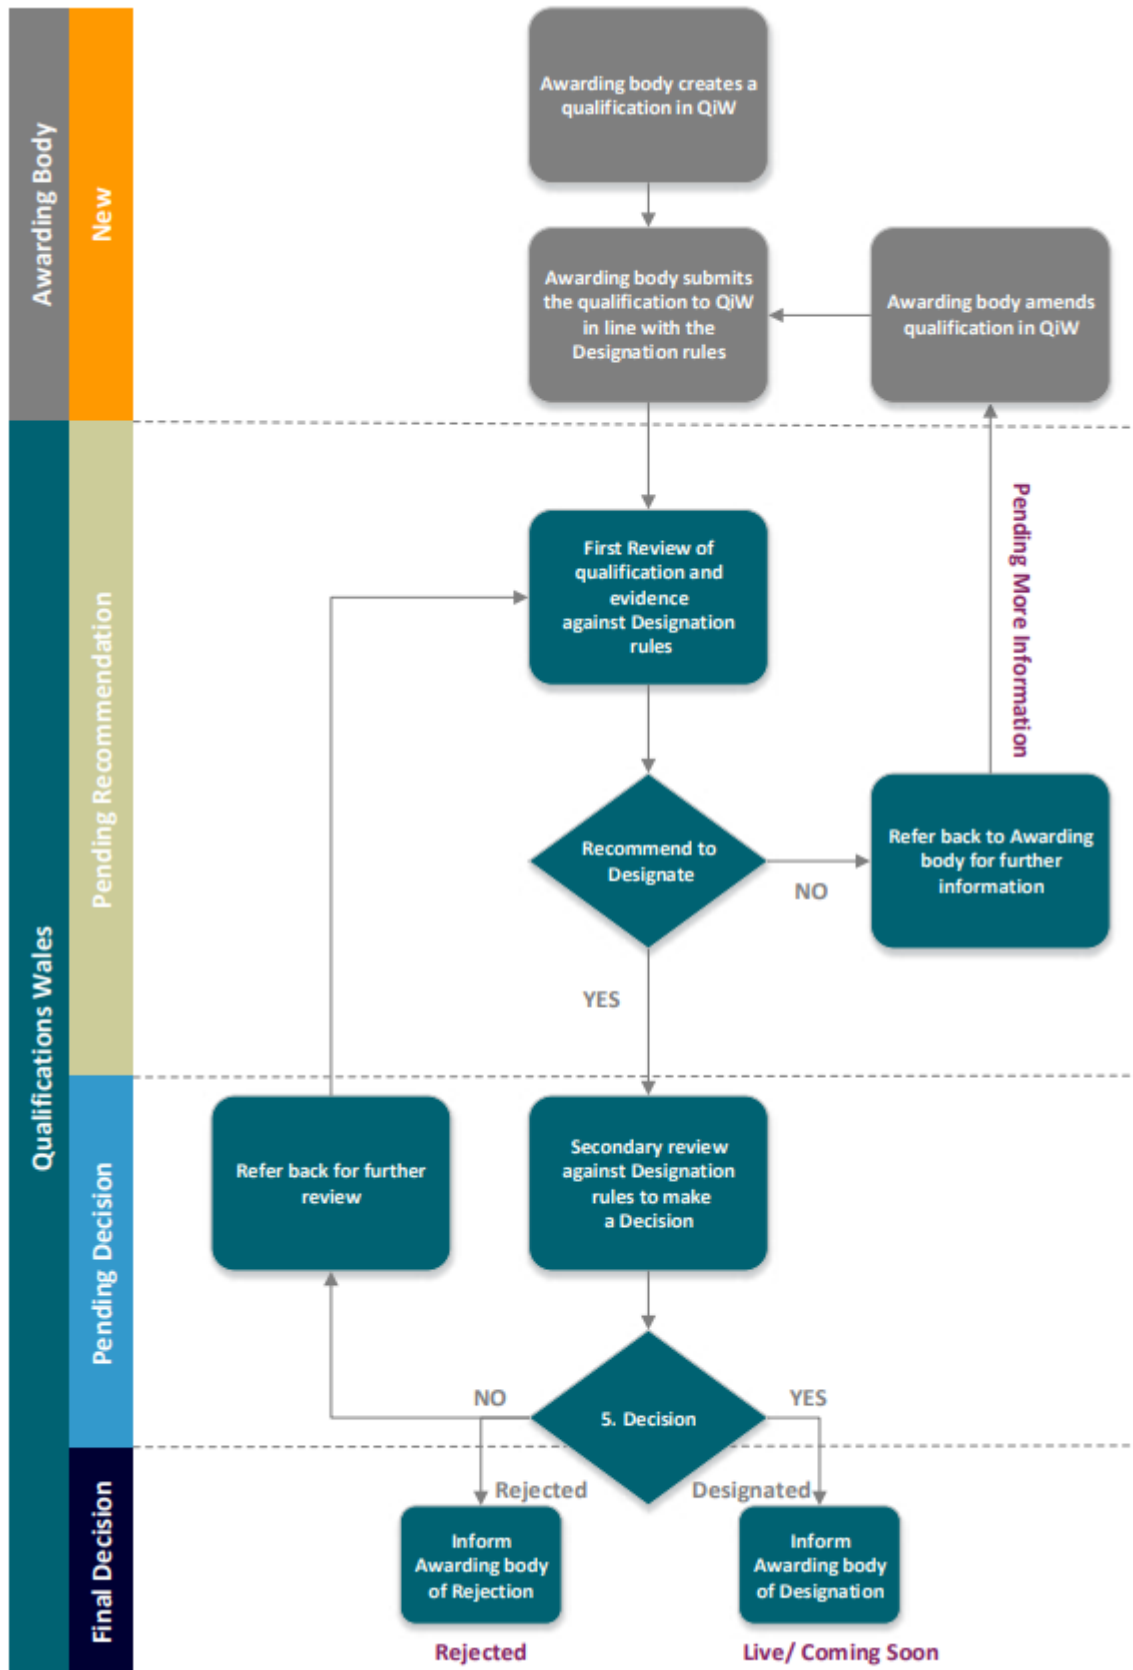 Awarding Body
New
Awarding body creates a
qualification in QiW
Awarding body submits
the qualification to QiW
in line with the
Designation rules
Awarding body amends
qualification in QiW
Qualifications Wales
Pending Recommendation
First Review of
qualification and
evidence
against Designation
rules
Pending More Information
Recommend to
Designate
NO
Refer back to Awarding
body for further
information
YES
Pending Decision
Refer back for further
review
Secondary review
against Designation
rules to make
a Decision
NO
5. Decision
YES
Final Decision
Rejected
Designated
Inform
Awarding body
of Rejection
Inform
Awarding body
of Designation
Rejected
Live/ Coming Soon